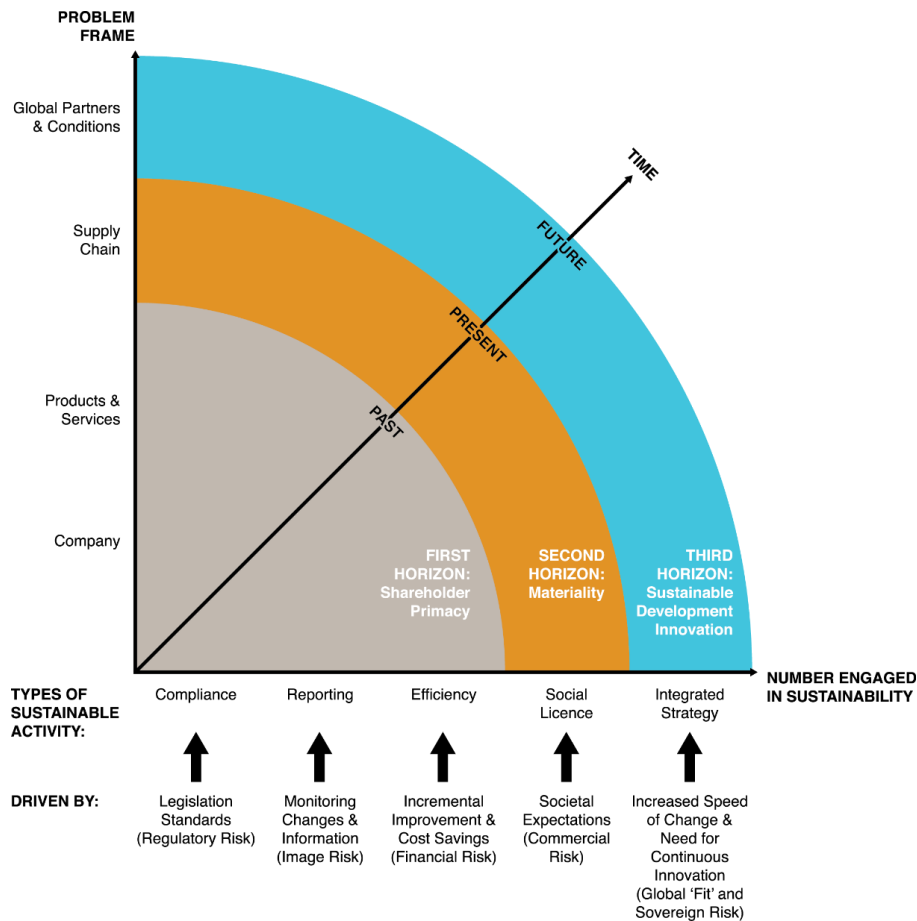 PROBLEM
FRAME
Global Partners
& Conditions
Supply
Chain
Products &
Services
Company
TIME
FUTURE
PRESENT
PAST
FIRST
HORIZON:
Shareholder
Primacy
SECOND
HORIZON:
Materiality
THIRD
HORIZON:
Sustainable
Development
Innovation
NUMBER ENGAGED
IN SUSTAINABILITY
TYPES OF
SUSTAINABLE
ACTIVITY:
Compliance
Reporting
Efficiency
Social
Licence
Integrated
Strategy
DRIVEN BY:
Legislation
Standards
(Regulatory Risk)
Monitoring
Changes &
Information
(Image Risk)
Incremental
Improvement &
Cost Savings
(Financial Risk)
Societal
Expectations
(Commercial
Risk)
Increased Speed
of Change &
Need for
Continuous
Innovation
(Global ‘Fit’ and
Sovereign Risk)